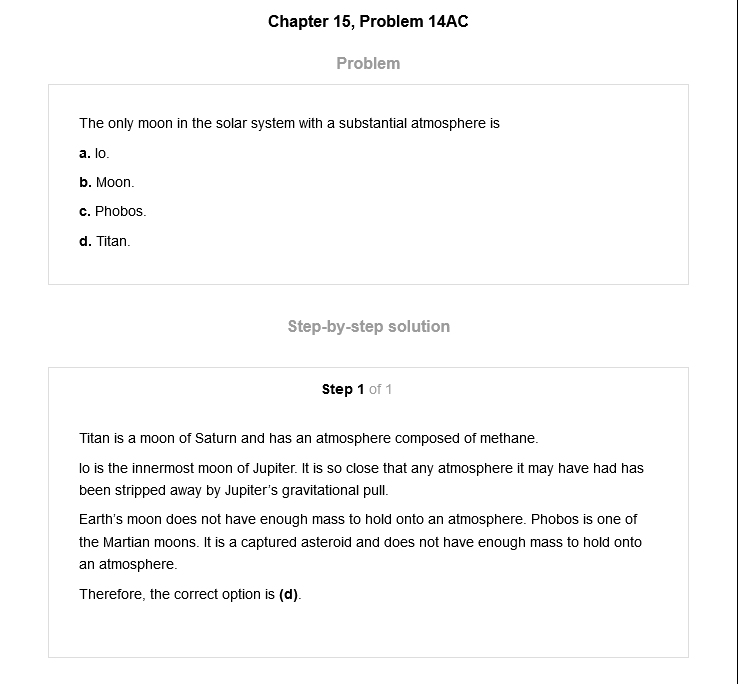 Chapter 15, Problem 14AC
Problem
The only moon in the solar system with a substantial atmosphere is
a. Io.
b. Moon.
c. Phobos.
d. Titan.
Step-by-step solution
Step 1 of 1
Titan is a moon of Saturn and has an atmosphere composed of methane.
Io is the innermost moon of Jupiter. It is so close that any atmosphere it may have had has
been stripped away by Jupiter's gravitational pull.
Earth's moon does not have enough mass to hold onto an atmosphere. Phobos is one of
the Martian moons. It is a captured asteroid and does not have enough mass to hold onto
an atmosphere.
Therefore, the correct option is (d).